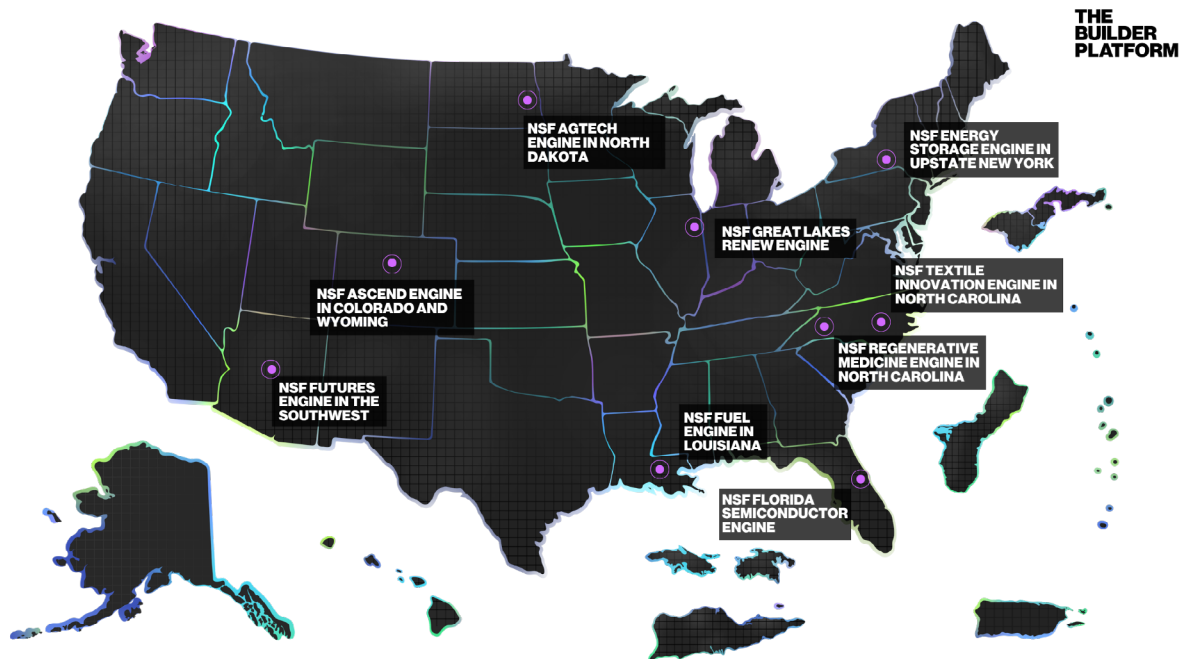 THE
BUILDER
PLATFORM
NSF AGTECH
ENGINE IN NORTH
DAKOTA
NSF ENERGY
STORAGE ENGINE IN
UPSTATE NEW YORK
NSF GREAT LAKES
RENEW ENGINE
NSF TEXTILE
INNOVATION ENGINE IN
NORTH CAROLINA
NSF ASCEND ENGINE
IN COLORADO AND
WYOMING
NSF REGENERATIVE
MEDICINE ENGINE IN
NORTH CAROLINA
NSF FUTURES
ENGINE IN THE
SOUTHWEST
NSF FUEL
ENGINE IN
LOUISIANA
NSF FLORIDA
SEMICONDUCTOR
ENGINE